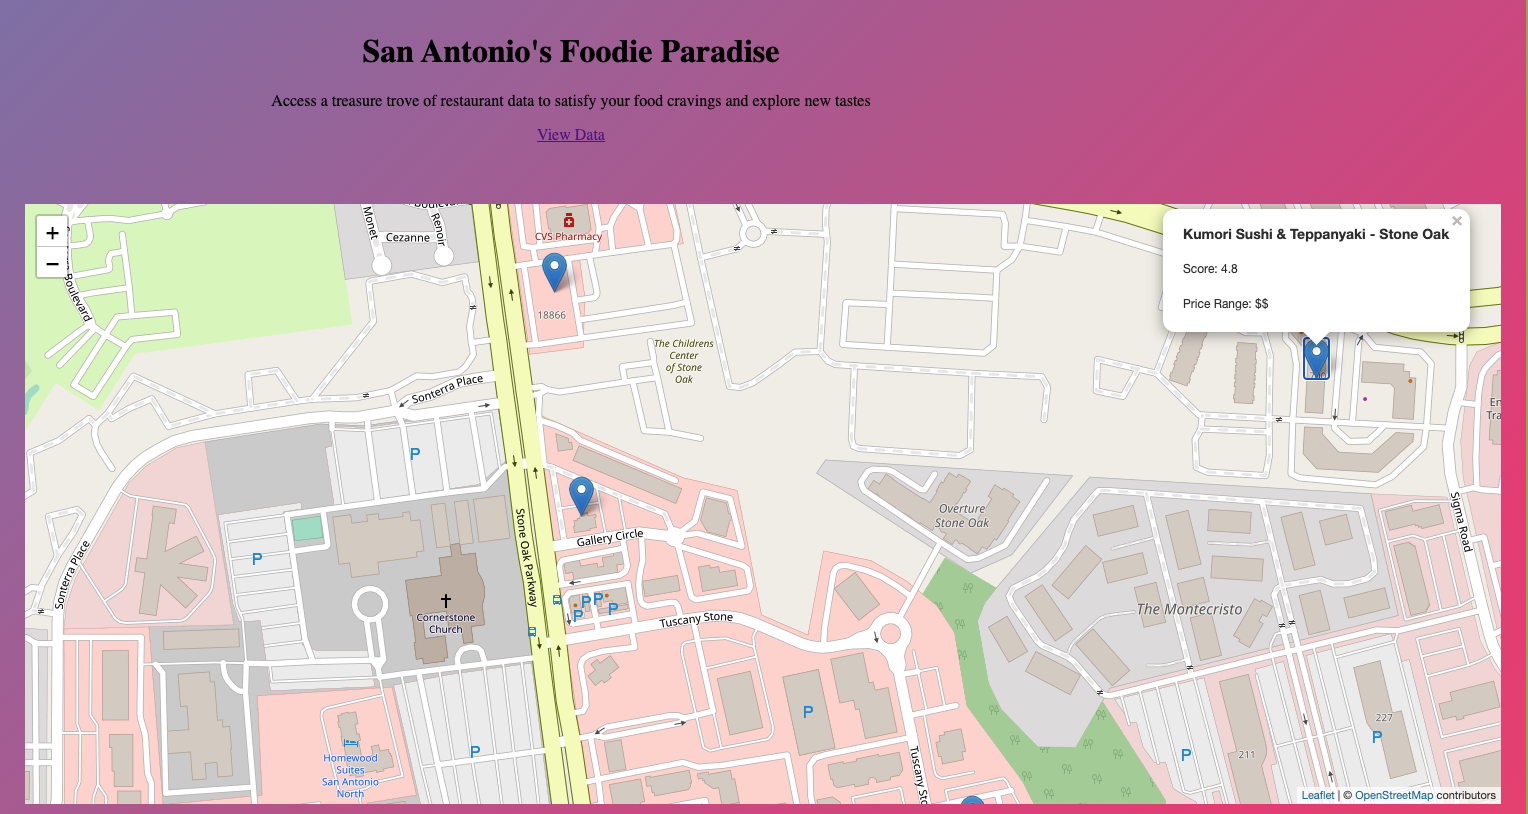 San Antonio's Foodie Paradise
Access a treasure trove of restaurant data to satisfy your food cravings and explore new tastes
View Data
+
−
Monet
Renoir
Cezanne
Boulevard
CVS Pharmacy
18866
The Childrens
Center
of Stone
Oak
×
Kumori Sushi & Teppanyaki - Stone Oak
Score: 4.8
Price Range: $$
Sonterra Place
P
Stone Oak Parkway
Gallery Circle
Overture
Stone Oak
Sigma Road
Sonterra Place
P
Cornerstone
Church
P
P
P
P
Tuscany Stone
The Montecristo
P
Homewood
Suites
San Antonio
North
P
Tuscany
P
211
227
P
Leaflet | © OpenStreetMap contributors